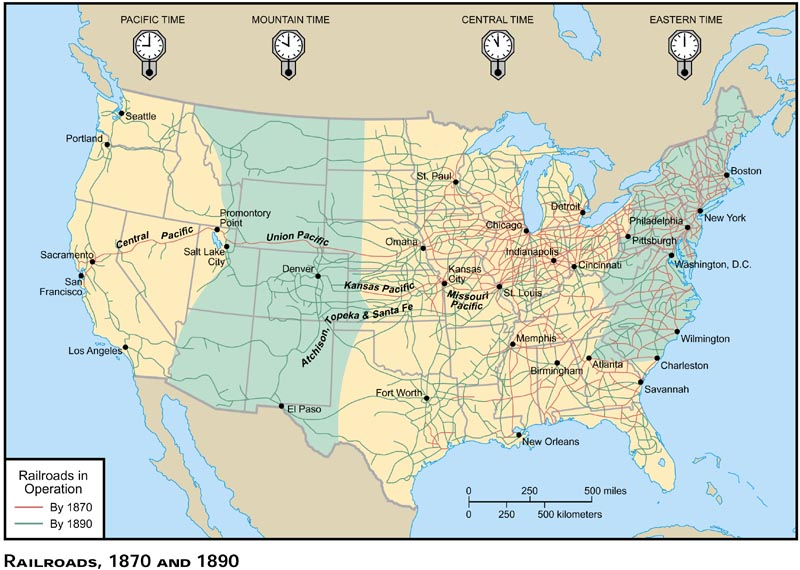 PACIFIC TIME
MOUNTAIN TIME
CENTRAL TIME
EASTERN TIME
Seattle
Portland
St. Paul
Boston
Detroit
Promontory
Point
Chicago
Philadelphia
New York
Central Pacific
Union Pacific
Omaha
Indianapolis
Pittsburgh
Sacramento
Salt Lake
City
Cincinnati
Washington, D.C.
San
Francisco
Denver
Kansas
City
Kansas Pacific
Missouri
Pacific
St. Louis
Atchison, Topeka & Santa Fe
Wilmington
Los Angeles
Memphis
Birmingham
Atlanta
Charleston
Savannah
Fort Worth
El Paso
New Orleans
Railroads in
Operation
By 1870
By 1890
0 250 500 miles
0 250 500 kilometers
RAILROADS, 1870 AND 1890